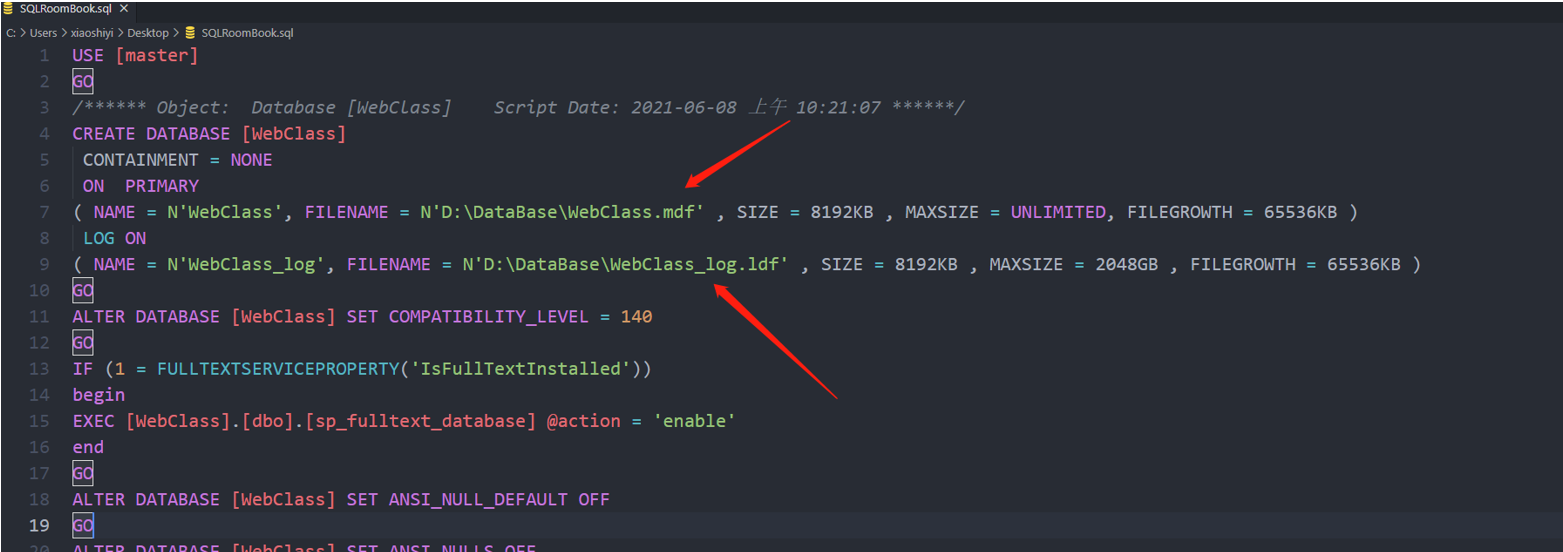 SQLRoomBook.sql ×
C: > Users > xiaoshiyi > Desktop > SQLRoomBook.sql
1 USE [master]
2 GO
3 /****** Object:  Database [WebClass]    Script Date: 2021-06-08 上午 10:21:07 ******/
4 CREATE DATABASE [WebClass]
5  CONTAINMENT = NONE
6  ON  PRIMARY
7 ( NAME = N'WebClass', FILENAME = N'D:\DataBase\WebClass.mdf' , SIZE = 8192KB , MAXSIZE = UNLIMITED, FILEGROWTH = 65536KB )
8  LOG ON
9 ( NAME = N'WebClass_log', FILENAME = N'D:\DataBase\WebClass_log.ldf' , SIZE = 8192KB , MAXSIZE = 2048GB , FILEGROWTH = 65536KB )
10 GO
11 ALTER DATABASE [WebClass] SET COMPATIBILITY_LEVEL = 140
12 GO
13 IF (1 = FULLTEXTSERVICEPROPERTY('IsFullTextInstalled'))
14 begin
15 EXEC [WebClass].[dbo].[sp_fulltext_database] @action = 'enable'
16 end
17 GO
18 ALTER DATABASE [WebClass] SET ANSI_NULL_DEFAULT OFF
19 GO
20 ALTER DATABASE [WebClass] SET ANSI_NULLS OFF